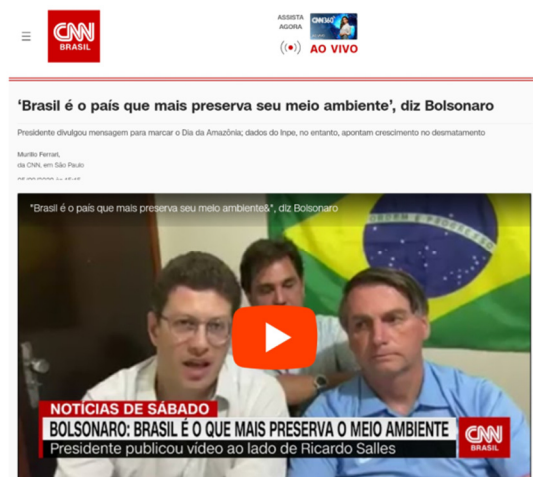 ASSISTA
AGORA
CNN360°
CNN
BRASIL
AO VIVO
‘Brasil é o país que mais preserva seu meio ambiente’, diz Bolsonaro
Presidente divulgou mensagem para marcar o Dia da Amazônia; dados do Inpe, no entanto, apontam crescimento no desmatamento
Murillo Ferrari,
da CNN, em São Paulo
"Brasil é o país que mais preserva seu meio ambiente&", diz Bolsonaro
ORDEM E PROGRESSO
NOTÍCIAS DE SÁBADO
BOLSONARO: BRASIL É O QUE MAIS PRESERVA O MEIO AMBIENTE
Presidente publicou vídeo ao lado de Ricardo Salles
CNN
BRASIL